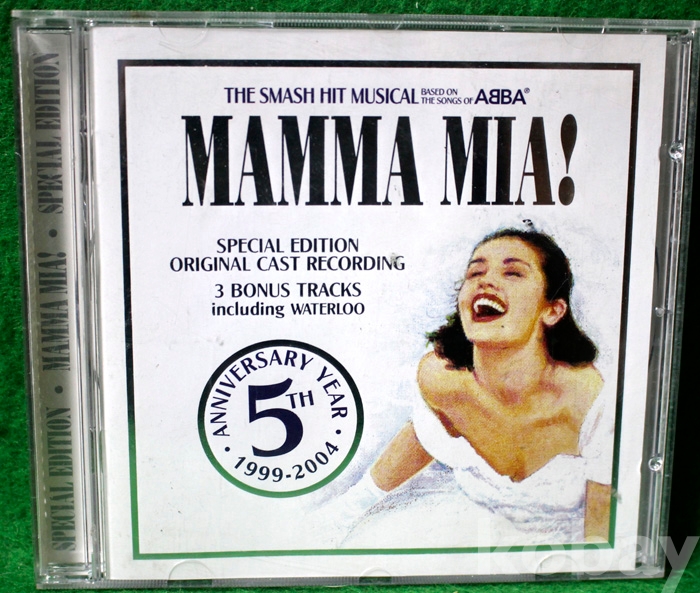 THE SMASH HIT MUSICAL BASED ON THE SONGS OF ABBA®
MAMMA MIA!
SPECIAL EDITION
ORIGINAL CAST RECORDING
3 BONUS TRACKS
including WATERLOO
ANNIVERSARY YEAR
5TH
1999-2004
SPECIAL EDITION • MAMMA MIA! • SPECIAL EDITION
kebay